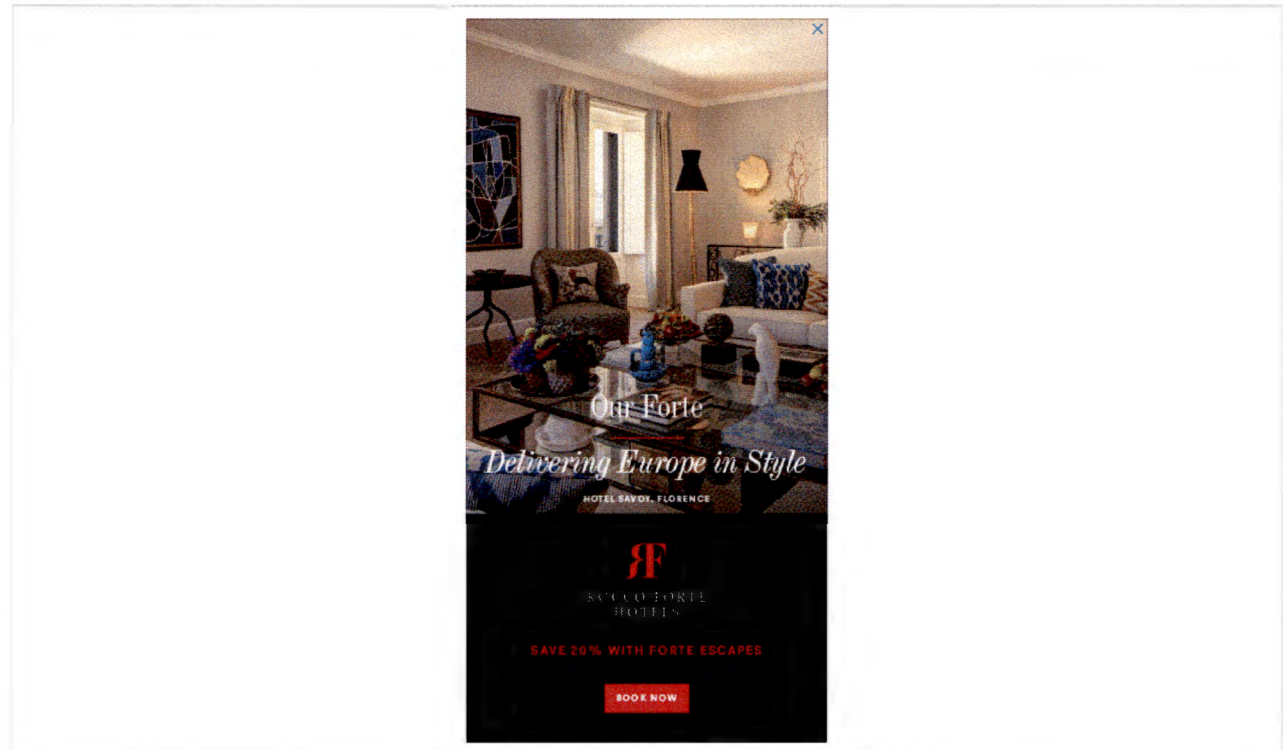 Our Forte
Delivering Europe in Style
HOTEL SAVOY, FLORENCE
RF
ROCCO FORTE
HOTELS
SAVE 20% WITH FORTE ESCAPES
BOOK NOW